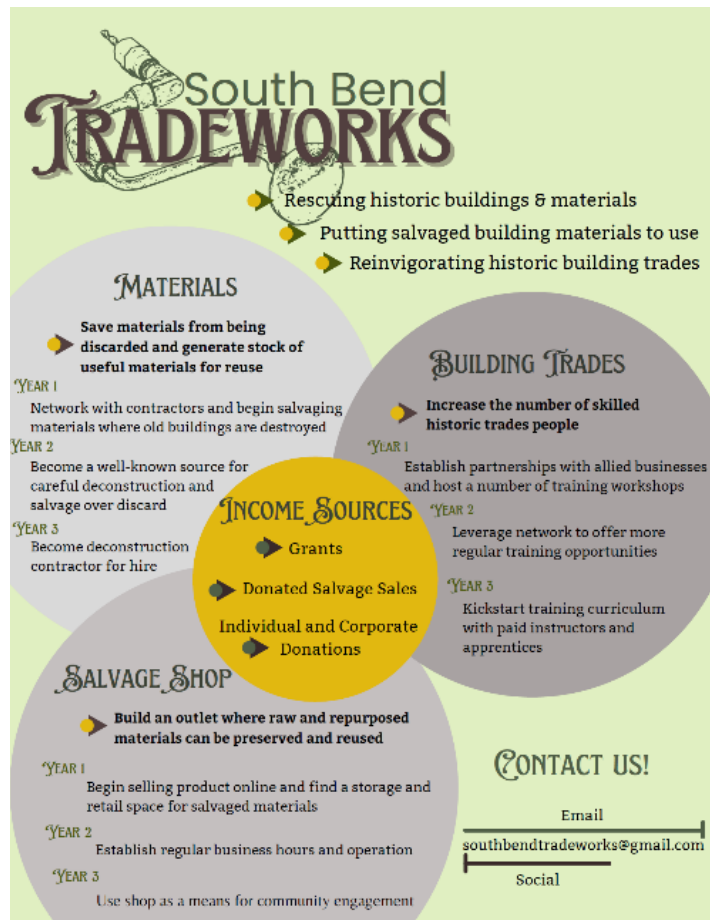 South Bend
TRADEWORKS
Rescuing historic buildings & materials
Putting salvaged building materials to use
Reinvigorating historic building trades
MATERIALS
Save materials from being
discarded and generate stock of
useful materials for reuse
YEAR 1
Network with contractors and begin salvaging
materials where old buildings are destroyed
YEAR 2
Become a well-known source for
careful deconstruction and
salvage over discard
YEAR 3
Become deconstruction
contractor for hire
BUILDING TRADES
Increase the number of skilled
historic trades people
YEAR 1
Establish partnerships with allied businesses
and host a number of training workshops
YEAR 2
Leverage network to offer more
regular training opportunities
YEAR 3
Kickstart training curriculum
with paid instructors and
apprentices
INCOME SOURCES
Grants
Donated Salvage Sales
Individual and Corporate
Donations
SALVAGE SHOP
Build an outlet where raw and repurposed
materials can be preserved and reused
YEAR 1
Begin selling product online and find a storage and
retail space for salvaged materials
YEAR 2
Establish regular business hours and operation
YEAR 3
Use shop as a means for community engagement
CONTACT US!
Email
southbendtradeworks@gmail.com
Social